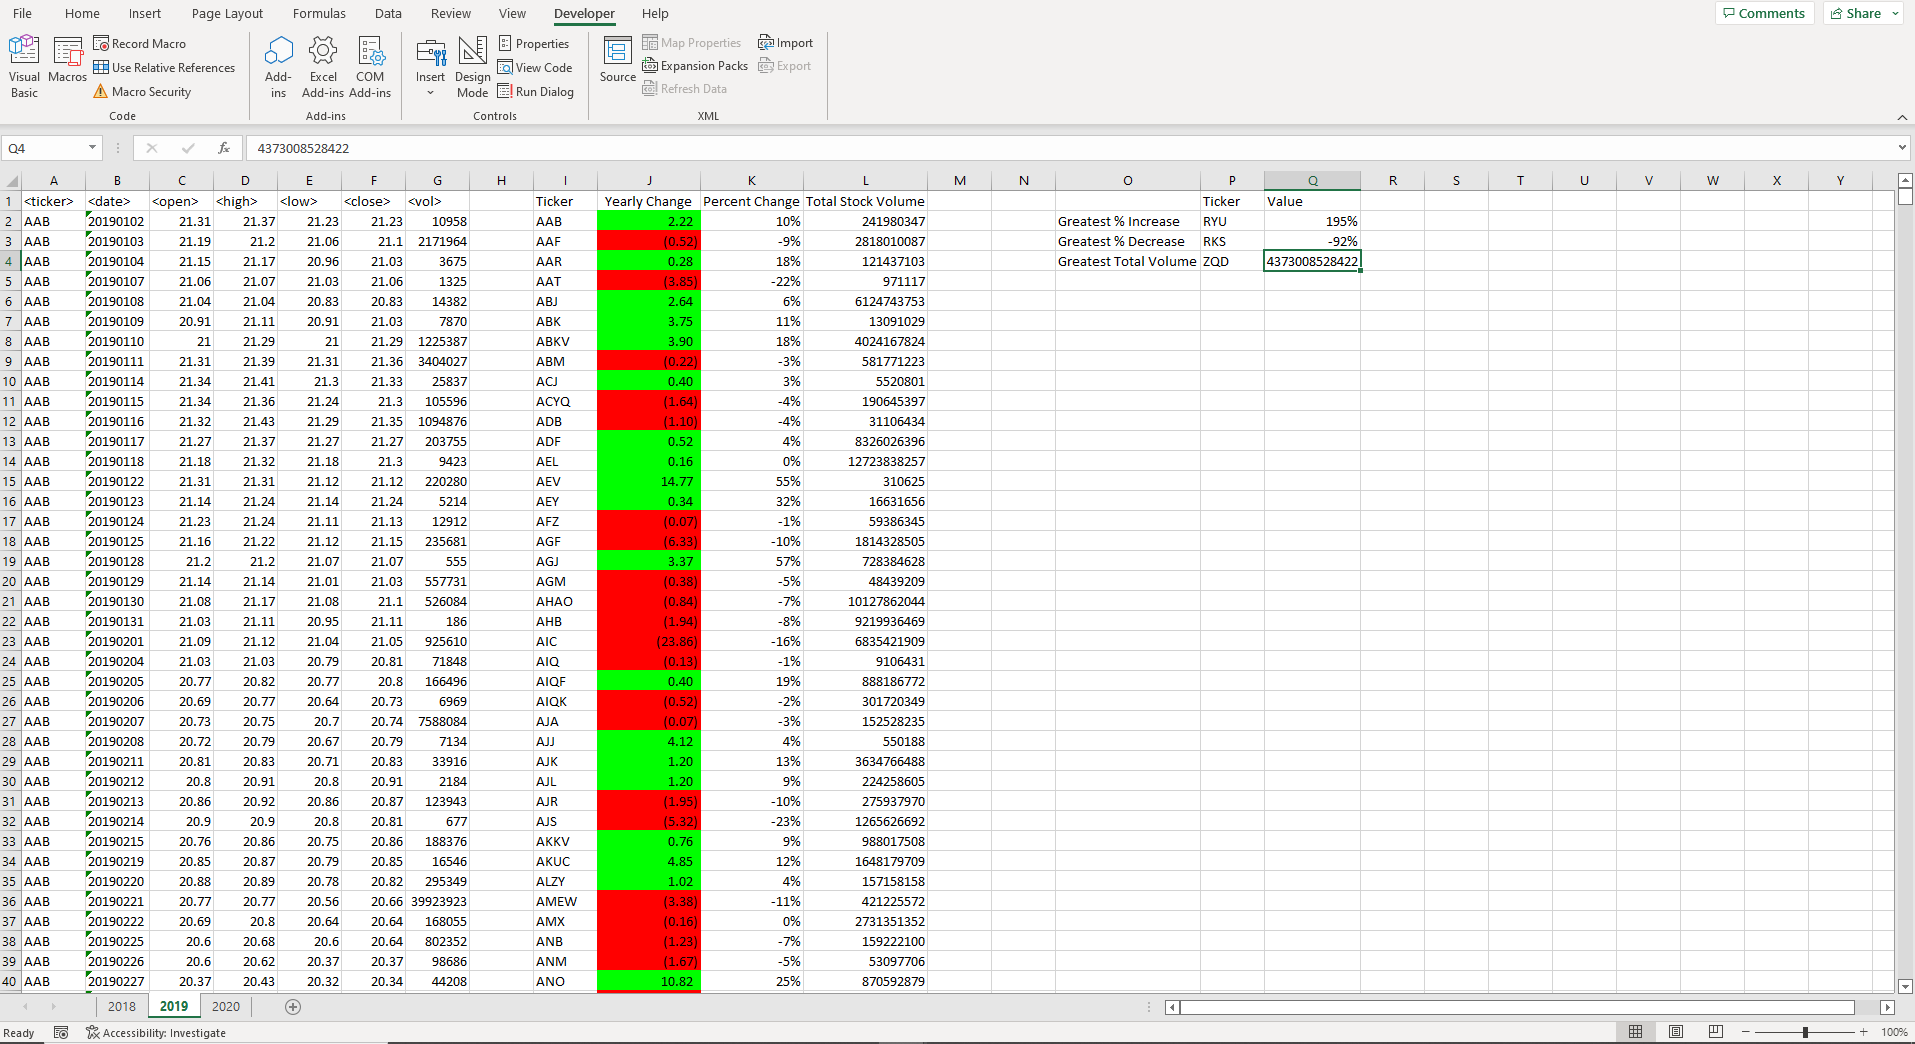 File Home Insert Page Layout Formulas Data Review View Developer Help Comments Share
Visual Basic Macros Record Macro Use Relative References Macro Security Code
Add-ins Excel Add-ins COM Add-ins Add-ins
Insert Design Mode Properties View Code Run Dialog Controls
Source Map Properties Expansion Packs Refresh Data Import Export XML
Q4 fx 4373008528422
A B C D E F G H I J K L M N O P Q R S T U V W X Y
1 <ticker> <date> <open> <high> <low> <close> <vol> Ticker Yearly Change Percent Change Total Stock Volume Ticker Value
2 AAB 20190102 21.31 21.37 21.23 21.23 10958 AAB 2.22 10% 241980347 Greatest % Increase RYU 195%
3 AAB 20190103 21.19 21.2 21.06 21.1 2171964 AAF (0.52) -9% 2818010087 Greatest % Decrease RKS -92%
4 AAB 20190104 21.15 21.17 20.96 21.03 3675 AAR 0.28 18% 121437103 Greatest Total Volume ZQD 4373008528422
5 AAB 20190107 21.06 21.07 21.03 21.06 1325 AAT (3.85) -22% 971117
6 AAB 20190108 21.04 21.04 20.83 20.83 14382 ABJ 2.64 6% 6124743753
7 AAB 20190109 20.91 21.11 20.91 21.03 7870 ABK 3.75 11% 13091029
8 AAB 20190110 21 21.29 21 21.29 1225387 ABKV 3.90 18% 4024167824
9 AAB 20190111 21.31 21.39 21.31 21.36 3404027 ABM (0.22) -3% 581771223
10 AAB 20190114 21.34 21.41 21.3 21.33 25837 ACJ 0.40 3% 5520801
11 AAB 20190115 21.34 21.36 21.24 21.3 105596 ACYQ (1.64) -4% 190645397
12 AAB 20190116 21.32 21.43 21.29 21.35 1094876 ADB (1.10) -4% 31106434
13 AAB 20190117 21.27 21.37 21.27 21.27 203755 ADF 0.52 4% 8326026396
14 AAB 20190118 21.18 21.32 21.18 21.3 9423 AEL 0.16 0% 12723838257
15 AAB 20190122 21.31 21.31 21.12 21.12 220280 AEV 14.77 55% 310625
16 AAB 20190123 21.14 21.24 21.14 21.24 5214 AEY 0.34 32% 16631656
17 AAB 20190124 21.23 21.24 21.11 21.13 12912 AFZ (0.07) -1% 59386345
18 AAB 20190125 21.16 21.22 21.12 21.15 235681 AGF (6.33) -10% 1814328505
19 AAB 20190128 21.2 21.2 21.07 21.07 555 AGJ 3.37 57% 728384628
20 AAB 20190129 21.14 21.14 21.01 21.03 557731 AGM (0.38) -5% 48439209
21 AAB 20190130 21.08 21.17 21.08 21.1 526084 AHAO (0.84) -7% 10127862044
22 AAB 20190131 21.03 21.11 20.95 21.11 186 AHB (1.94) -8% 9219936469
23 AAB 20190201 21.09 21.12 21.04 21.05 925610 AIC (23.86) -16% 6835421909
24 AAB 20190204 21.03 21.03 20.79 20.81 71848 AIQ (0.13) -1% 9106431
25 AAB 20190205 20.77 20.82 20.77 20.8 166496 AIQF 0.40 19% 888186772
26 AAB 20190206 20.69 20.77 20.64 20.73 6969 AIQK (0.52) -2% 301720349
27 AAB 20190207 20.73 20.75 20.7 20.74 7588084 AJA (0.07) -3% 152528235
28 AAB 20190208 20.72 20.79 20.67 20.79 7134 AJJ 4.12 4% 550188
29 AAB 20190211 20.81 20.83 20.71 20.83 33916 AJK 1.20 13% 3634766488
30 AAB 20190212 20.8 20.91 20.8 20.91 2184 AJL 1.20 9% 224258605
31 AAB 20190213 20.86 20.92 20.86 20.87 123943 AJR (1.95) -10% 275937970
32 AAB 20190214 20.9 20.9 20.8 20.81 677 AJS (5.32) -23% 1265626692
33 AAB 20190215 20.76 20.86 20.75 20.86 188376 AKKV 0.76 9% 988017508
34 AAB 20190219 20.85 20.87 20.79 20.85 16546 AKUC 4.85 12% 1648179709
35 AAB 20190220 20.88 20.89 20.78 20.82 295349 ALZY 1.02 4% 157158158
36 AAB 20190221 20.77 20.77 20.56 20.66 39923923 AMEW (3.38) -11% 421225572
37 AAB 20190222 20.69 20.8 20.64 20.64 168055 AMX (0.16) 0% 2731351352
38 AAB 20190225 20.6 20.68 20.6 20.64 802352 ANB (1.23) -7% 159222100
39 AAB 20190226 20.6 20.62 20.37 20.37 98686 ANM (1.67) -5% 53097706
40 AAB 20190227 20.37 20.43 20.32 20.34 44208 ANO 10.82 25% 870592879
2018 2019 2020
Ready Accessibility: Investigate 100%